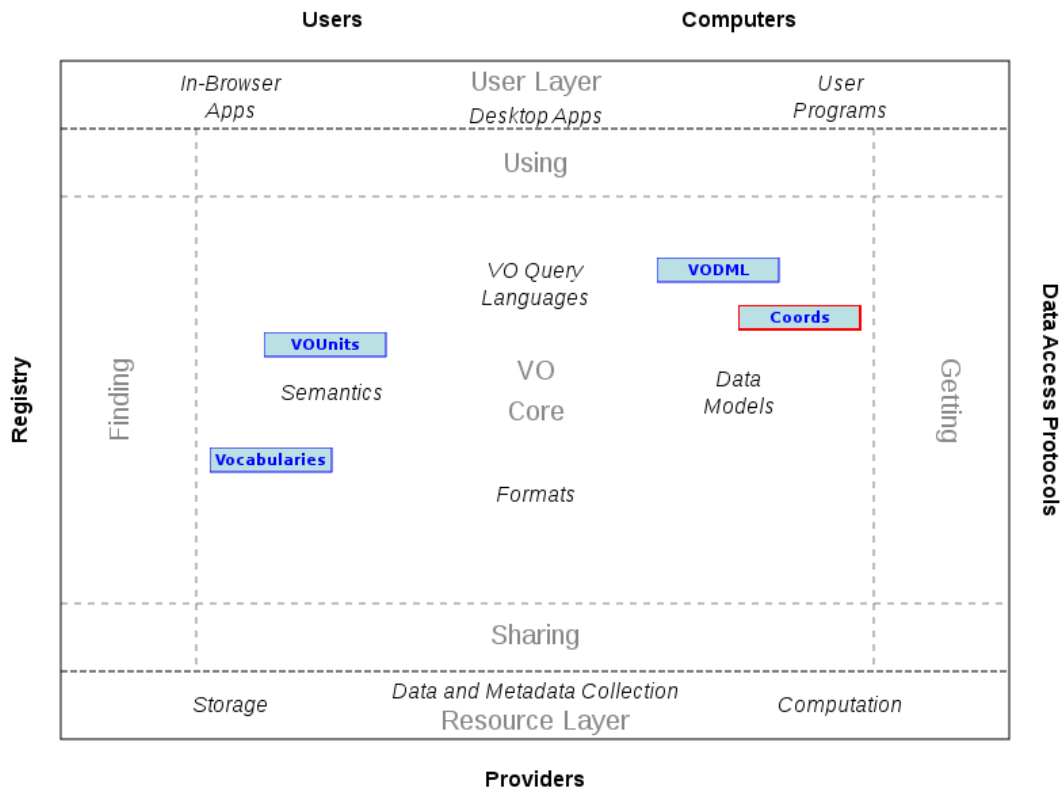 Users
Computers
In-Browser
Apps
User Layer
Desktop Apps
User
Programs
Using
VO Query
Languages
VODML
Coords
VOUnits
Semantics
VO
Core
Data
Models
Vocabularies
Formats
Registry
Finding
Getting
Data Access Protocols
Sharing
Storage
Data and Metadata Collection
Computation
Resource Layer
Providers